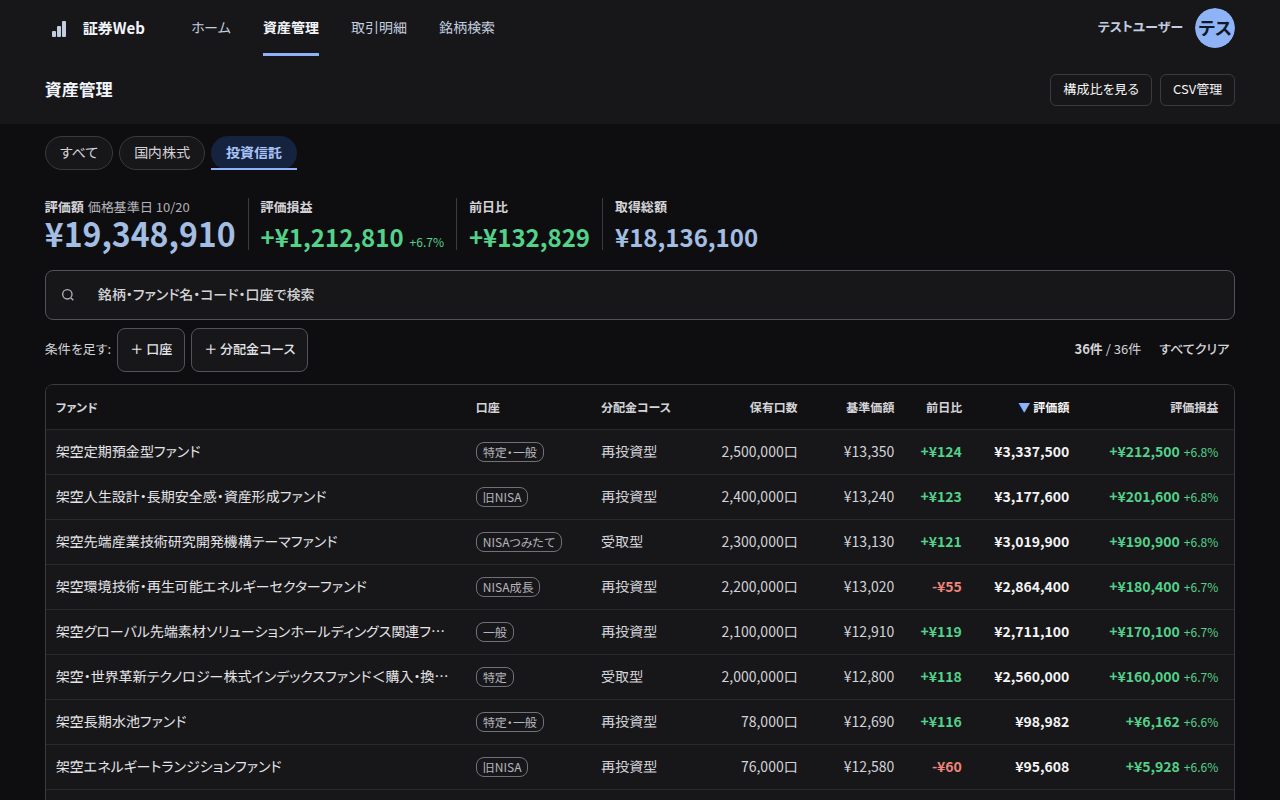 証券Web ホーム 資産管理 取引明細 銘柄検索 テストユーザー テス
資産管理 構成比を見る CSV管理
すべて 国内株式 投資信託
評価額 価格基準日 10/20 評価損益 前日比 取得総額
¥19,348,910 +¥1,212,810 +6.7% +¥132,829 ¥18,136,100
銘柄・ファンド名・コード・口座で検索
条件を足す: ＋ 口座 ＋ 分配金コース 36件 / 36件 すべてクリア
ファンド 口座 分配金コース 保有口数 基準価額 前日比 ▼ 評価額 評価損益
架空定期預金型ファンド 特定・一般 再投資型 2,500,000口 ¥13,350 +¥124 ¥3,337,500 +¥212,500 +6.8%
架空人生設計・長期安全感・資産形成ファンド 旧NISA 再投資型 2,400,000口 ¥13,240 +¥123 ¥3,177,600 +¥201,600 +6.8%
架空先端産業技術研究開発機構テーマファンド NISAつみたて 受取型 2,300,000口 ¥13,130 +¥121 ¥3,019,900 +¥190,900 +6.8%
架空環境技術・再生可能エネルギーセクターファンド NISA成長 再投資型 2,200,000口 ¥13,020 -¥55 ¥2,864,400 +¥180,400 +6.7%
架空グローバル先端素材ソリューションホールディングス関連フ… 一般 再投資型 2,100,000口 ¥12,910 +¥119 ¥2,711,100 +¥170,100 +6.7%
架空・世界革新テクノロジー株式インデックスファンド＜購入・換… 特定 受取型 2,000,000口 ¥12,800 +¥118 ¥2,560,000 +¥160,000 +6.7%
架空長期水池ファンド 特定・一般 再投資型 78,000口 ¥12,690 +¥116 ¥98,982 +¥6,162 +6.6%
架空エネルギートランジションファンド 旧NISA 再投資型 76,000口 ¥12,580 -¥60 ¥95,608 +¥5,928 +6.6%